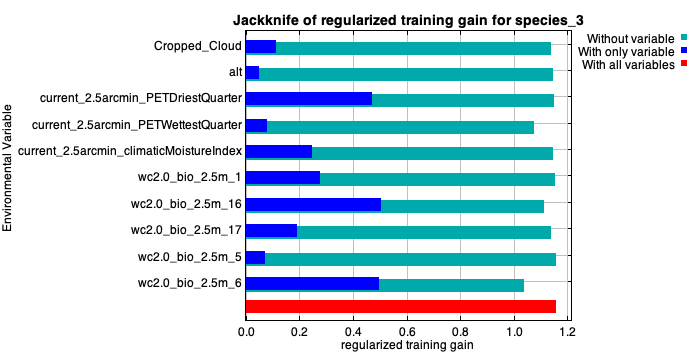 Jackknife of regularized training gain for species_3
Without variable
With only variable
With all variables
Environmental Variable
Cropped_Cloud
alt
current_2.5arcmin_PETDriestQuarter
current_2.5arcmin_PETWettestQuarter
current_2.5arcmin_climaticMoistureIndex
wc2.0_bio_2.5m_1
wc2.0_bio_2.5m_16
wc2.0_bio_2.5m_17
wc2.0_bio_2.5m_5
wc2.0_bio_2.5m_6
0.0 0.2 0.4 0.6 0.8 1.0 1.2
regularized training gain